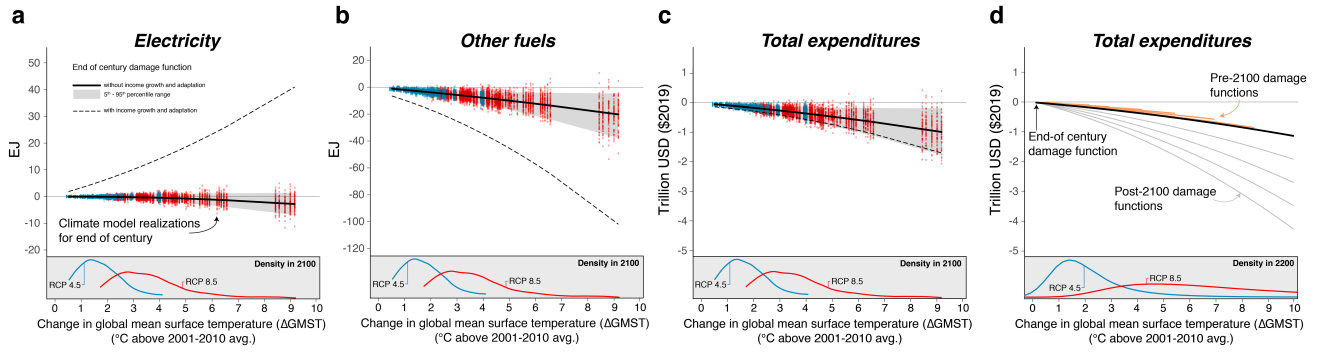 a
Electricity
End of century damage function
without income growth and adaptation
5th - 95th percentile range
with income growth and adaptation
EJ
50
40
30
20
10
0
-10
-20
Climate model realizations
for end of century
Density in 2100
RCP 4.5
RCP 8.5
0 1 2 3 4 5 6 7 8 9 10
Change in global mean surface temperature (ΔGMST)
(°C above 2001-2010 avg.)
b
Other fuels
EJ
20
0
-20
-40
-60
-80
-100
-120
Density in 2100
RCP 4.5
RCP 8.5
0 1 2 3 4 5 6 7 8 9 10
Change in global mean surface temperature (ΔGMST)
(°C above 2001-2010 avg.)
c
Total expenditures
Trillion USD ($2019)
1
0
-1
-2
-3
-4
-5
Density in 2100
RCP 4.5
RCP 8.5
0 1 2 3 4 5 6 7 8 9 10
Change in global mean surface temperature (ΔGMST)
(°C above 2001-2010 avg.)
d
Total expenditures
Trillion USD ($2019)
1
0
-1
-2
-3
-4
-5
Pre-2100 damage
functions
End-of century
damage function
Post-2100 damage
functions
Density in 2200
RCP 4.5
RCP 8.5
0 1 2 3 4 5 6 7 8 9 10
Change in global mean surface temperature (ΔGMST)
(°C above 2001-2010 avg.)